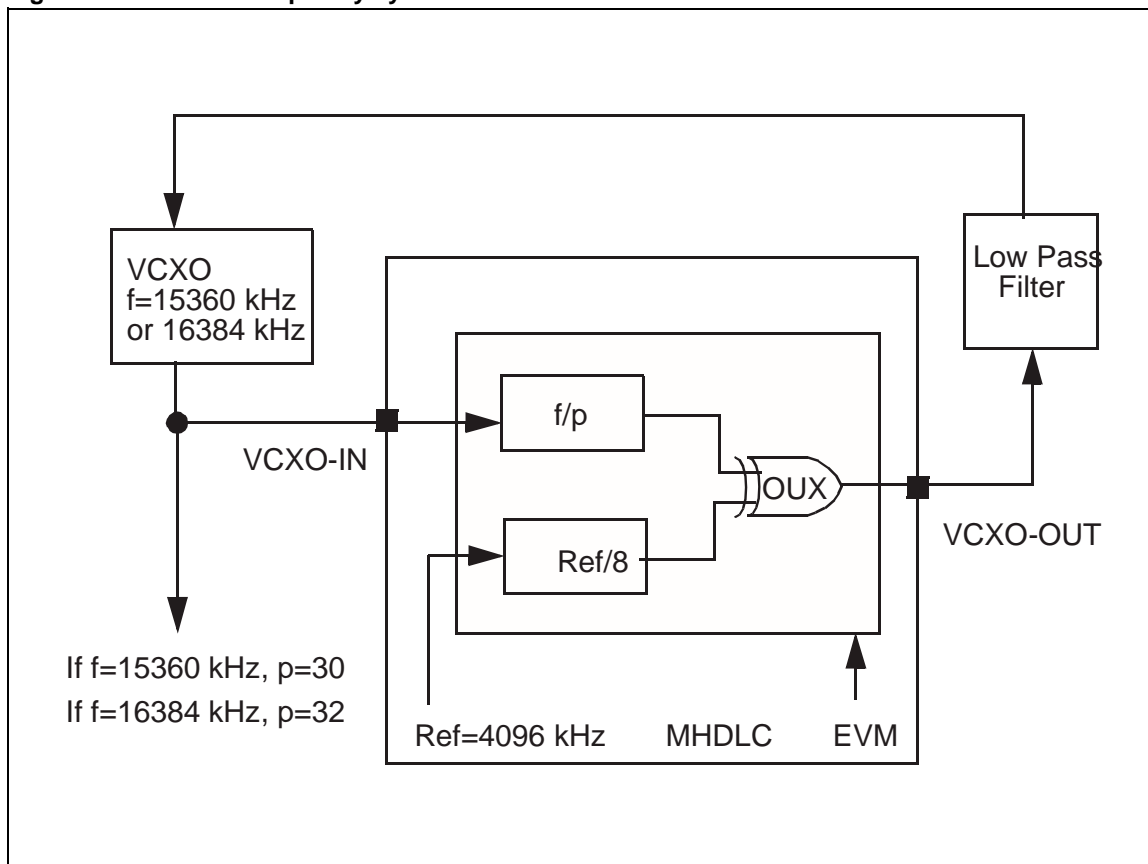 VCXO
f=15360 kHz
or 16384 kHz
Low Pass
Filter
f/p
VCXO-IN
OUX
VCXO-OUT
Ref/8
If f=15360 kHz, p=30
If f=16384 kHz, p=32
Ref=4096 kHz MHDLC EVM